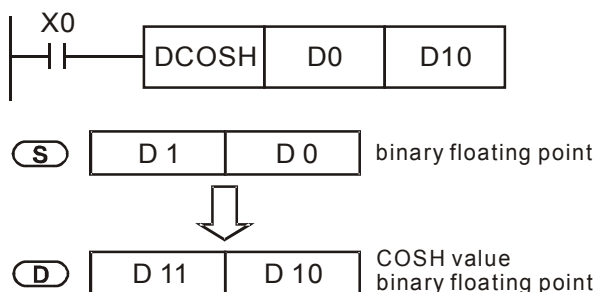 X0
DCOSH D0 D10
S D 1 D 0 binary floating point
D D 11 D 10 COSH value
binary floating point